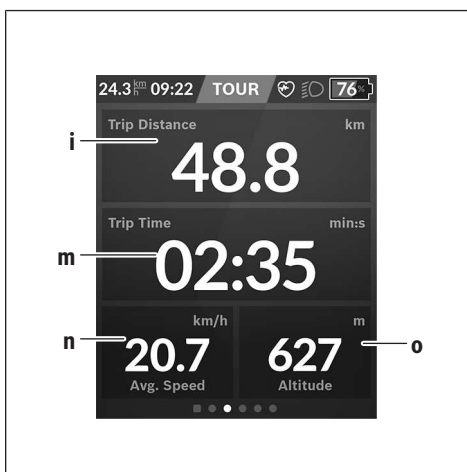 24.3 km/h 09:22 TOUR 76%
Trip Distance km
i
48.8
Trip Time min:s
m
02:35
km/h m
n
20.7 627
o
Avg. Speed Altitude